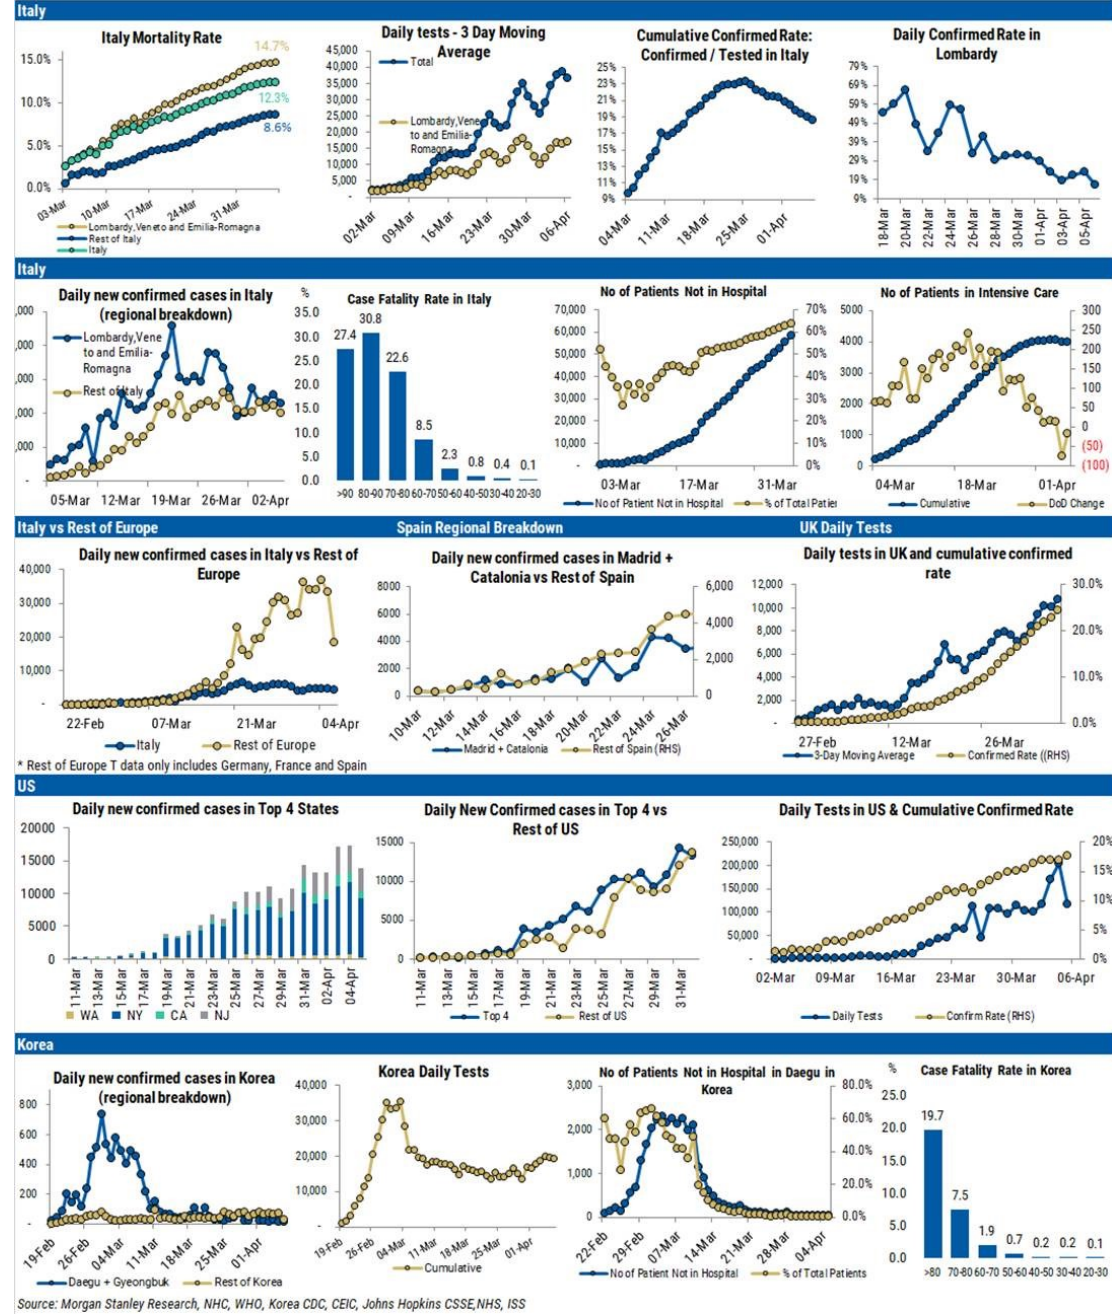 Italy
Italy Mortality Rate
14.7%
12.3%
8.6%
15.0%
10.0%
5.0%
0.0%
03-Mar
10-Mar
17-Mar
24-Mar
31-Mar
Lombardy,Veneto and Emilia-Romagna
Rest of Italy
Italy
Daily tests - 3 Day Moving
Average
45,000
40,000
35,000
30,000
25,000
20,000
15,000
10,000
5,000
-
Total
Lombardy,Vene
to and Emilia-
Romagna
02-Mar
09-Mar
16-Mar
23-Mar
30-Mar
06-Apr
Cumulative Confirmed Rate:
Confirmed / Tested in Italy
25%
23%
21%
19%
17%
15%
13%
11%
9%
04-Mar
11-Mar
18-Mar
25-Mar
01-Apr
Daily Confirmed Rate in
Lombardy
79%
69%
59%
49%
39%
29%
19%
9%
18-Mar
20-Mar
22-Mar
24-Mar
26-Mar
28-Mar
30-Mar
01-Apr
03-Apr
05-Apr
Italy
Daily new confirmed cases in Italy
(regional breakdown)
,000
,000
,000
,000
,000
-
Lombardy,Vene
to and Emilia-
Romagna
Rest of Italy
05-Mar
12-Mar
19-Mar
26-Mar
02-Apr
Case Fatality Rate in Italy
%
35.0
30.0
25.0
20.0
15.0
10.0
5.0
0.0
27.4
30.8
22.6
8.5
2.3
0.8
0.4
0.1
>90 80-90 70-80 60-70 50-60 40-50 30-40 20-30
No of Patients Not in Hospital
70,000
60,000
50,000
40,000
30,000
20,000
10,000
-
70%
60%
50%
40%
30%
20%
10%
0%
03-Mar
17-Mar
31-Mar
No of Patient Not in Hospital
% of Total Patier
No of Patients in Intensive Care
5000
4000
3000
2000
1000
0
300
250
200
150
100
50
0
(50)
(100)
04-Mar
18-Mar
01-Apr
Cumulative
DoD Change
Italy vs Rest of Europe
Spain Regional Breakdown
UK Daily Tests
Daily new confirmed cases in Italy vs Rest of
Europe
40,000
30,000
20,000
10,000
-
22-Feb
07-Mar
21-Mar
04-Apr
Italy
Rest of Europe
* Rest of Europe T data only includes Germany, France and Spain
Daily new confirmed cases in Madrid +
Catalonia vs Rest of Spain
8000
6000
4000
2000
0
6,000
4,000
2,000
0
10-Mar
12-Mar
14-Mar
16-Mar
18-Mar
20-Mar
22-Mar
24-Mar
26-Mar
Madrid + Catalonia
Rest of Spain (RHS)
Daily tests in UK and cumulative confirmed
rate
12,000
10,000
8,000
6,000
4,000
2,000
-
30.0%
20.0%
10.0%
0.0%
27-Feb
12-Mar
26-Mar
3-Day Moving Average
Confirmed Rate ((RHS)
US
Daily new confirmed cases in Top 4 States
20000
15000
10000
5000
0
11-Mar
13-Mar
15-Mar
17-Mar
19-Mar
21-Mar
23-Mar
25-Mar
27-Mar
29-Mar
31-Mar
02-Apr
04-Apr
WA
NY
CA
NJ
Daily New Confirmed cases in Top 4 vs
Rest of US
15000
10000
5000
0
11-Mar
13-Mar
15-Mar
17-Mar
19-Mar
21-Mar
23-Mar
25-Mar
27-Mar
29-Mar
31-Mar
Top 4
Rest of US
Daily Tests in US & Cumulative Confirmed Rate
250,000
200,000
150,000
100,000
50,000
-
20%
15%
10%
5%
0%
02-Mar
09-Mar
16-Mar
23-Mar
30-Mar
06-Apr
Daily Tests
Confirm Rate (RHS)
Korea
Daily new confirmed cases in Korea
(regional breakdown)
800
600
400
200
-
19-Feb
26-Feb
04-Mar
11-Mar
18-Mar
25-Mar
01-Apr
Daegu + Gyeongbuk
Rest of Korea
Korea Daily Tests
40,000
30,000
20,000
10,000
-
19-Feb
26-Feb
04-Mar
11-Mar
18-Mar
25-Mar
01-Apr
Cumulative
No of Patients Not in Hospital in Daegu in
Korea
3,000
2,000
1,000
0
80.0%
60.0%
40.0%
20.0%
0.0%
22-Feb
29-Feb
07-Mar
14-Mar
21-Mar
28-Mar
04-Apr
No of Patient Not in Hospital
% of Total Patients
Case Fatality Rate in Korea
%
25.0
20.0
15.0
10.0
5.0
0.0
19.7
7.5
1.9
0.7
0.2
0.2
0.1
>80 70-80 60-70 50-60 40-50 30-40 20-30
Source: Morgan Stanley Research, NHC, WHO, Korea CDC, CEIC, Johns Hopkins CSSE,NHS, ISS